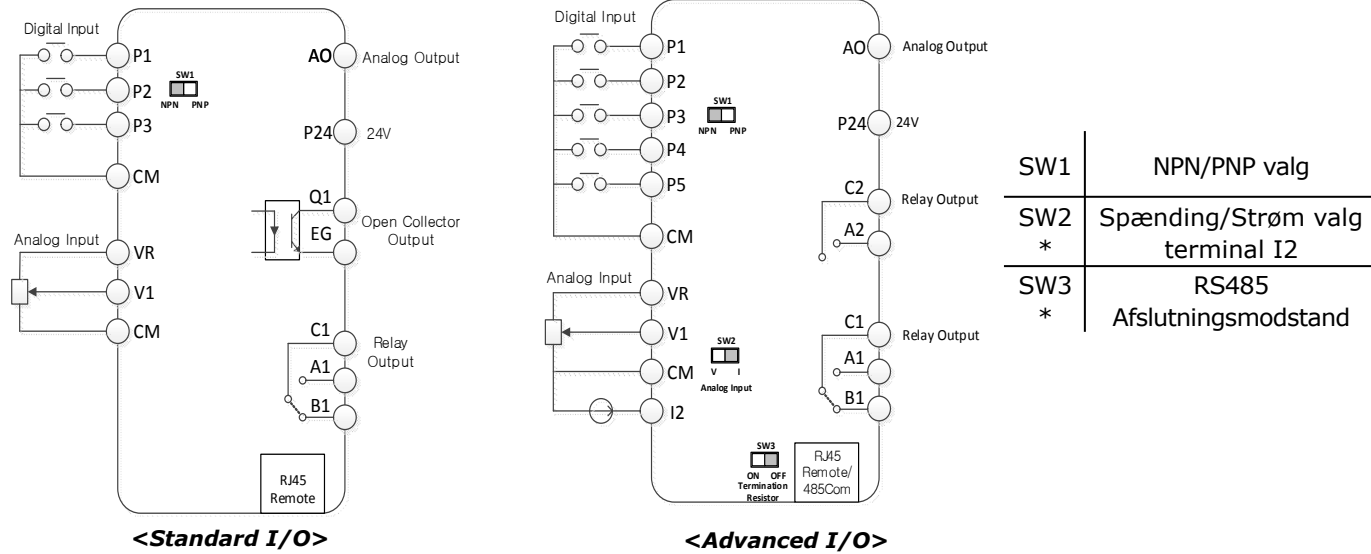 Digital Input
P1
P2
P3
CM
SW1
NPN PNP
AO
Analog Output
P24
24V
Q1
EG
Open Collector
Output
Analog Input
VR
V1
CM
C1
A1
B1
Relay
Output
RJ45
Remote
<Standard I/O>
Digital Input
P1
P2
P3
P4
P5
CM
SW1
NPN PNP
AO
Analog Output
P24
24V
C2
A2
Relay Output
Analog Input
VR
V1
CM
I2
SW2
V I
Analog Input
C1
A1
B1
Relay Output
SW3
ON OFF
Termination
Resistor
RJ45
Remote/
485Com
<Advanced I/O>
SW1 NPN/PNP valg
SW2 Spænding/Strøm valg
* terminal I2
SW3 RS485
* Afslutningsmodstand